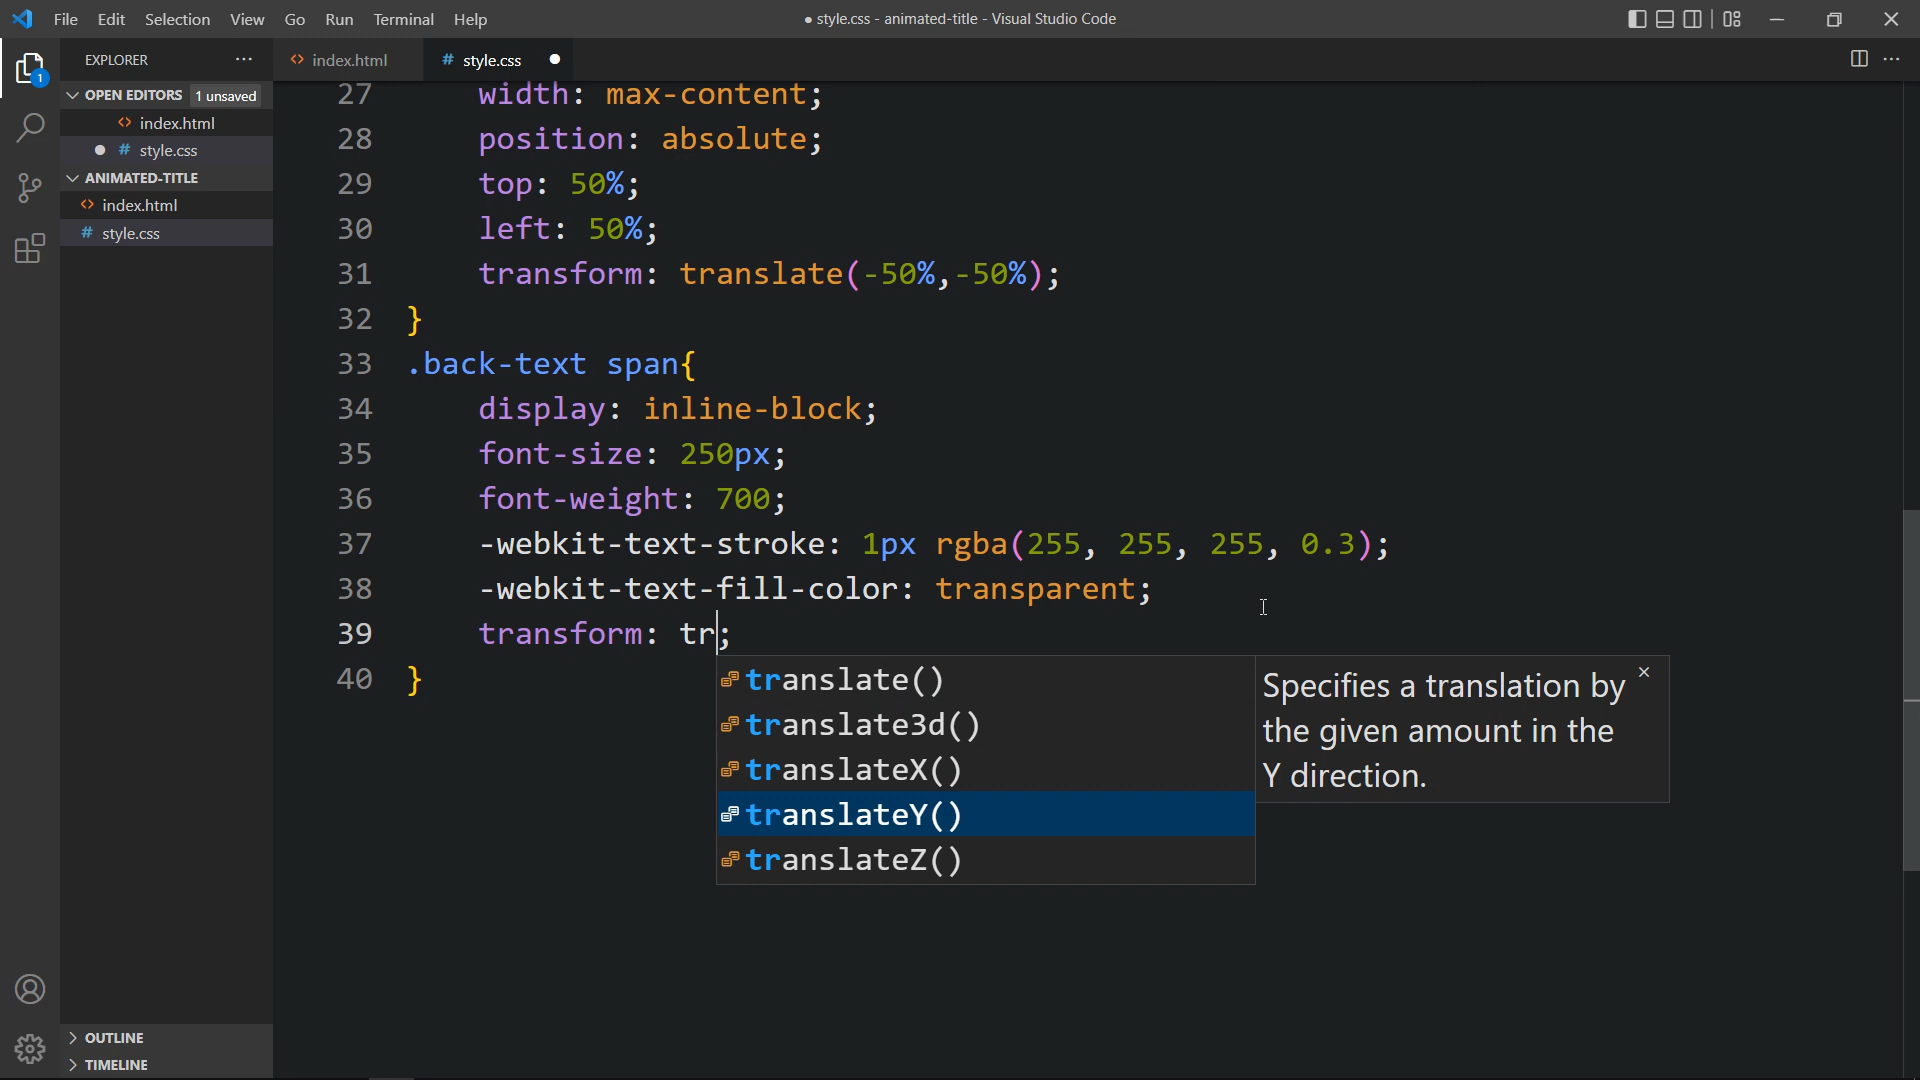 File Edit Selection View Go Run Terminal Help
● style.css - animated-title - Visual Studio Code
EXPLORER
index.html
# style.css
OPEN EDITORS 1 unsaved
index.html
# style.css
ANIMATED-TITLE
index.html
# style.css
1
27 width: max-content;
28 position: absolute;
29 top: 50%;
30 left: 50%;
31 transform: translate(-50%,-50%);
32 }
33 .back-text span{
34 display: inline-block;
35 font-size: 250px;
36 font-weight: 700;
37 -webkit-text-stroke: 1px rgba(255, 255, 255, 0.3);
38 -webkit-text-fill-color: transparent;
39 transform: tr;
40 }
translate()
translate3d()
translateX()
translateY()
translateZ()
Specifies a translation by
the given amount in the
Y direction.
OUTLINE
TIMELINE